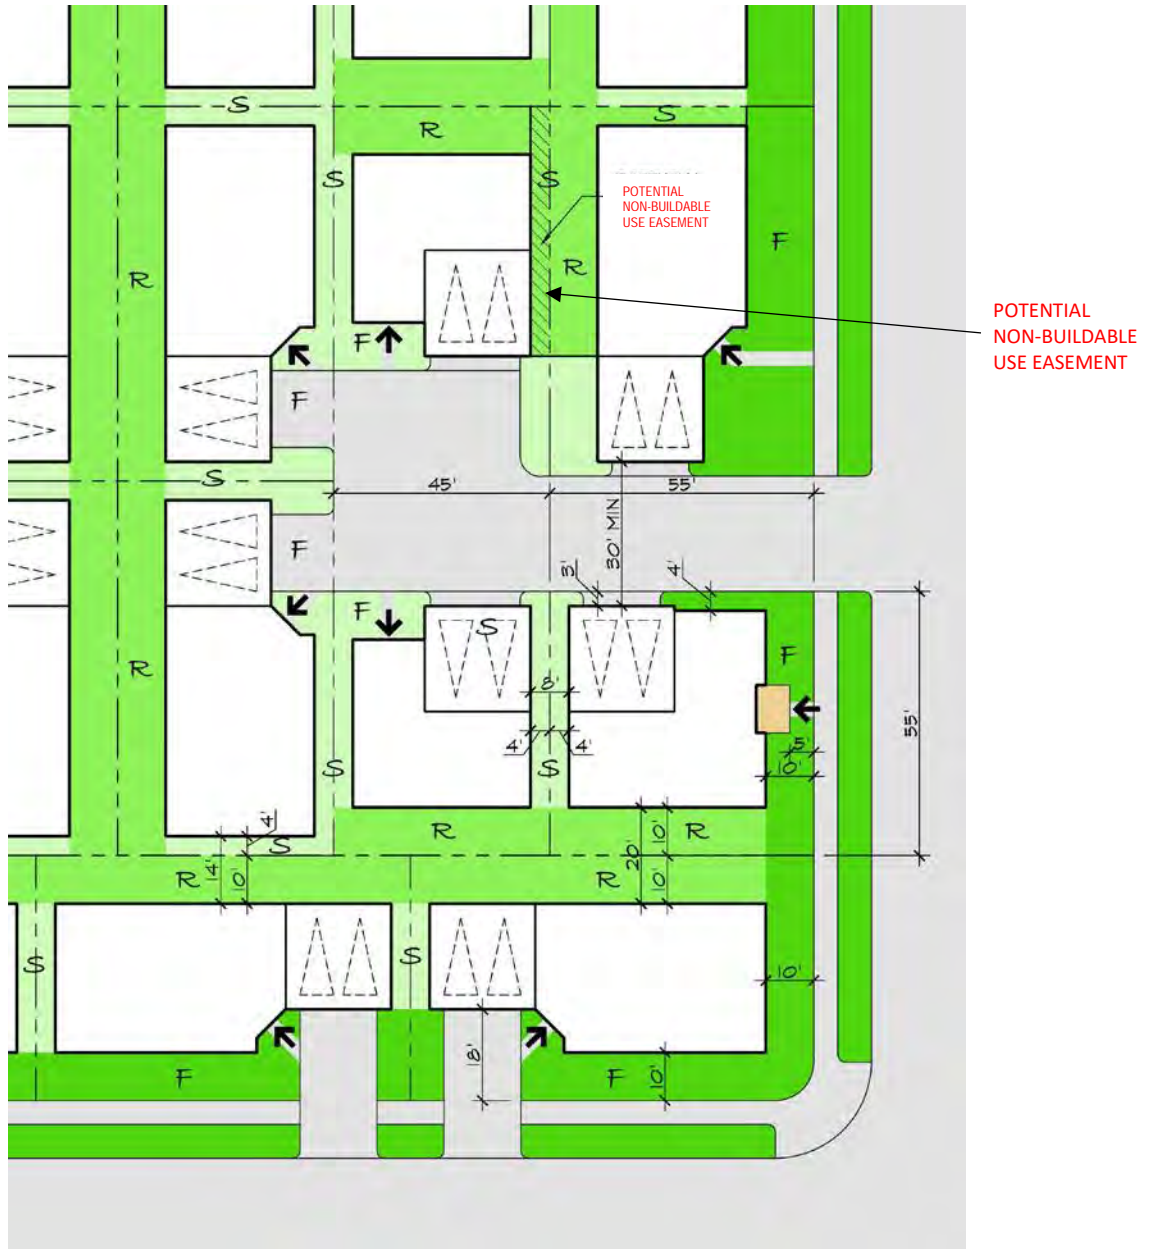 S
S
R
S
S
POTENTIAL
NON-BUILDABLE
USE EASEMENT
F
R
R
POTENTIAL
NON-BUILDABLE
USE EASEMENT
F
F
S
45'
55'
30' MIN
F
3'
4'
F
S
R
F
8'
55'
4'
4'
5'
S
S
10'
4'
S
R
R
14'
10'
20'
10'
10'
R
R
S
S
10'
18'
10'
F
F